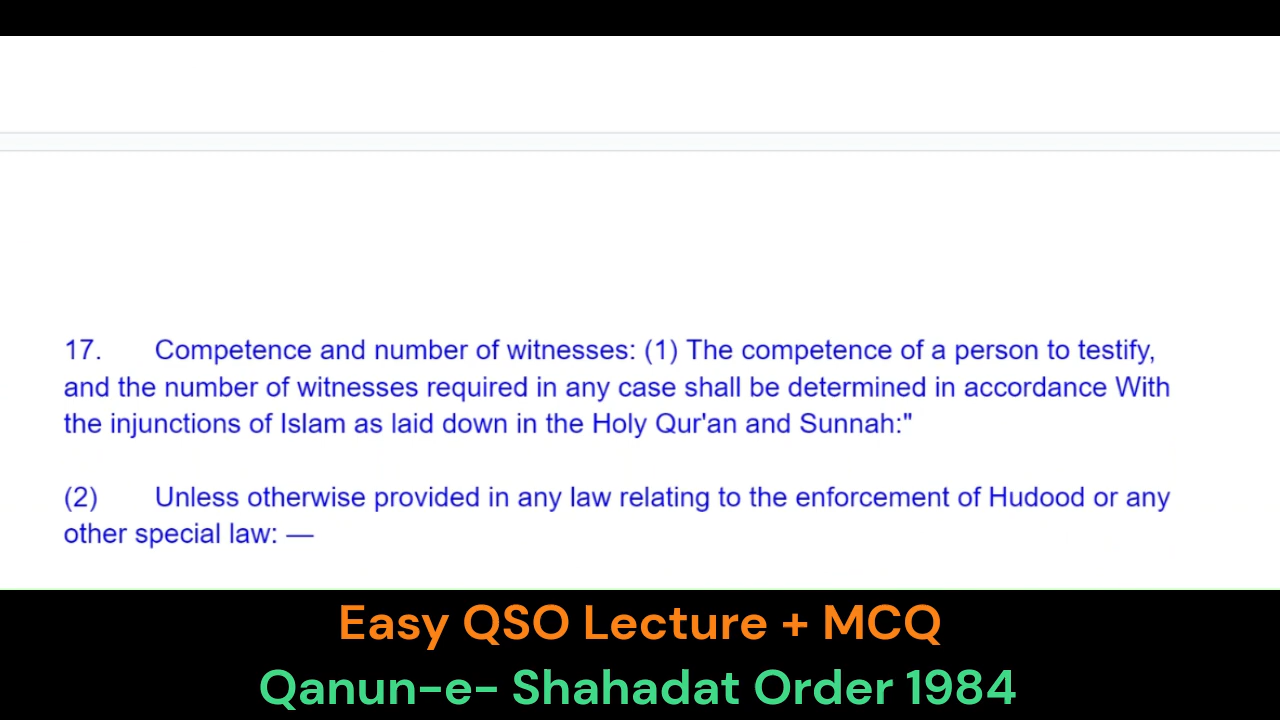 17. Competence and number of witnesses: (1) The competence of a person to testify,
and the number of witnesses required in any case shall be determined in accordance With
the injunctions of Islam as laid down in the Holy Qur'an and Sunnah:"
(2) Unless otherwise provided in any law relating to the enforcement of Hudood or any
other special law: —
Easy QSO Lecture + MCQ
Qanun-e- Shahadat Order 1984